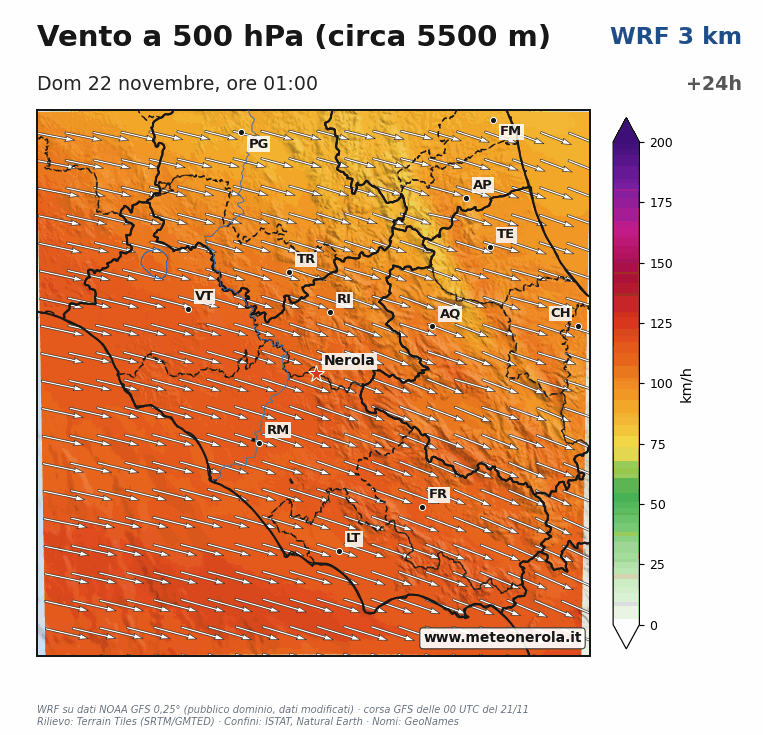 Vento a 500 hPa (circa 5500 m)
WRF 3 km
Dom 22 novembre, ore 01:00
+24h
FM
PG
AP
TE
TR
VT
RI
AQ
CH
Nerola
RM
FR
LT
www.meteonerola.it
200
175
150
125
100
75
50
25
0
km/h
WRF su dati NOAA GFS 0,25° (pubblico dominio, dati modificati) · corsa GFS delle 00 UTC del 21/11
Rilievo: Terrain Tiles (SRTM/GMTED) · Confini: ISTAT, Natural Earth · Nomi: GeoNames